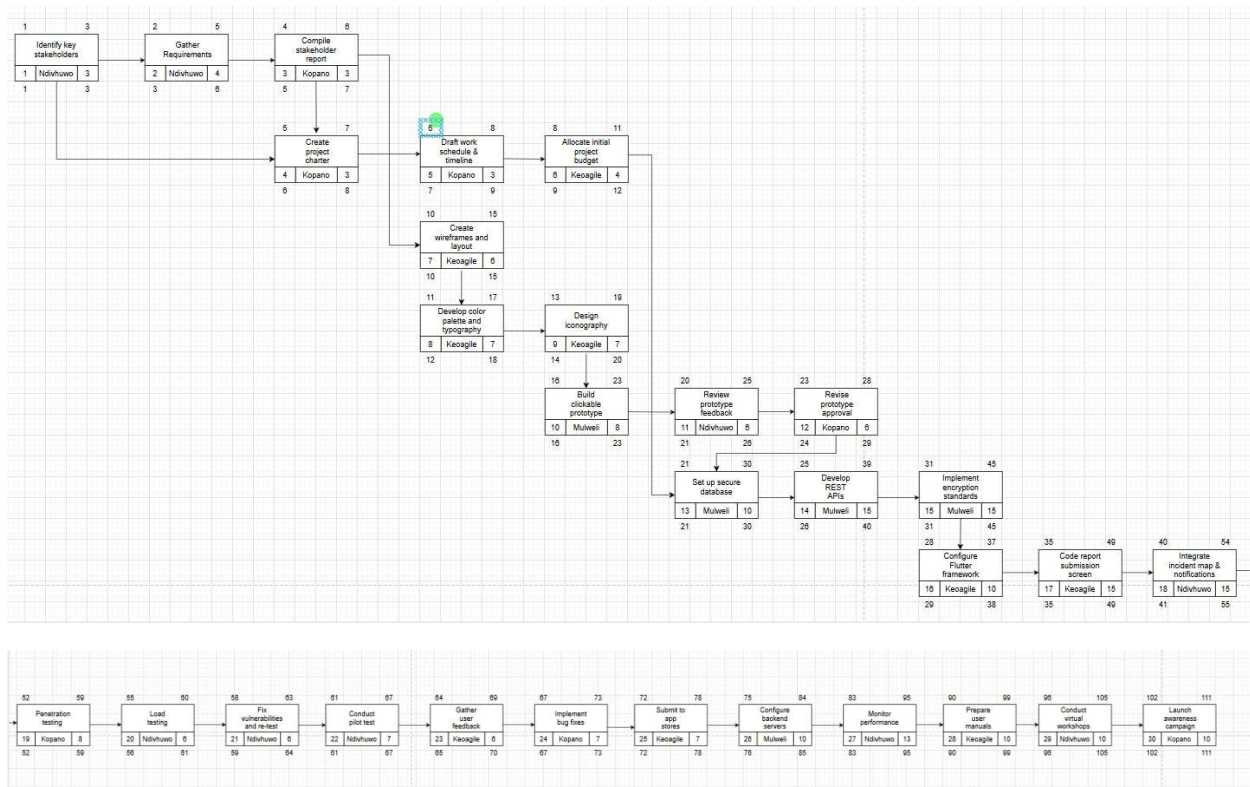 1 3
Identify key
stakeholders
1 Ndivhuwo 3
1 3
2 5
Gather
Requirements
2 Ndivhuwo 4
3 6
4 6
Compile
stakeholder
report
3 Kopano 3
5 7
5 7
Create
project
charter
4 Kopano 3
6 8
6 8
Draft work
schedule &
timeline
5 Kopano 3
7 9
8 11
Allocate initial
project
budget
6 Keoagile 4
9 12
10 15
Create
wireframes and
layout
7 Keoagile 6
10 15
11 17
Develop color
palette and
typography
8 Keoagile 7
12 18
13 19
Design
iconography
9 Keoagile 7
14 20
16 23
Build
clickable
prototype
10 Mulweli 8
16 23
20 25
Review
prototype
feedback
11 Ndivhuwo 6
21 26
23 28
Revise
prototype
approval
12 Kopano 6
24 29
21 30
Set up secure
database
13 Mulweli 10
21 30
25 39
Develop
REST
APIs
14 Mulweli 15
26 40
31 45
Implement
encryption
standards
15 Mulweli 15
31 45
28 37
Configure
Flutter
framework
16 Keoagile 10
29 38
35 49
Code report
submission
screen
17 Keoagile 15
35 49
40 54
Integrate
incident map &
notifications
18 Ndivhuwo 15
41 55
52 59
Penetration
testing
19 Kopano 8
52 59
55 60
Load
testing
20 Ndivhuwo 6
56 61
58 63
Fix
vulnerabilities
and re-test
21 Ndivhuwo 6
59 64
61 67
Conduct
pilot test
22 Ndivhuwo 7
61 67
64 69
Gather
user
feedback
23 Keoagile 6
65 70
67 73
Implement
bug fixes
24 Kopano 7
67 73
72 78
Submit to
app
stores
25 Keoagile 7
72 78
75 84
Configure
backend
servers
26 Mulweli 10
76 85
83 95
Monitor
performance
27 Ndivhuwo 13
83 95
90 99
Prepare
user
manuals
28 Keoagile 10
90 99
96 105
Conduct
virtual
workshops
29 Ndivhuwo 10
96 105
102 111
Launch
awareness
campaign
30 Kopano 10
102 111